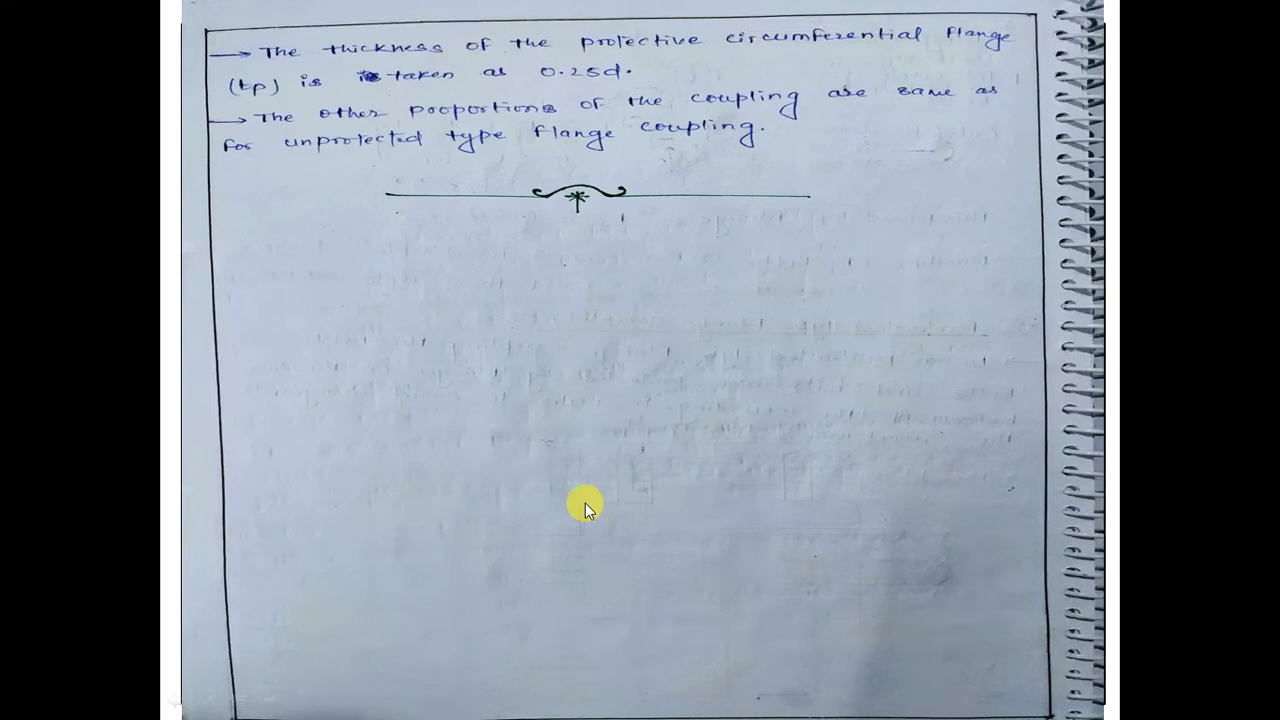 → The thickness of the protective circumferential flange
(tp) is taken as 0.25d.
→ The other proportions of the coupling are same as
for unprotected type flange coupling.